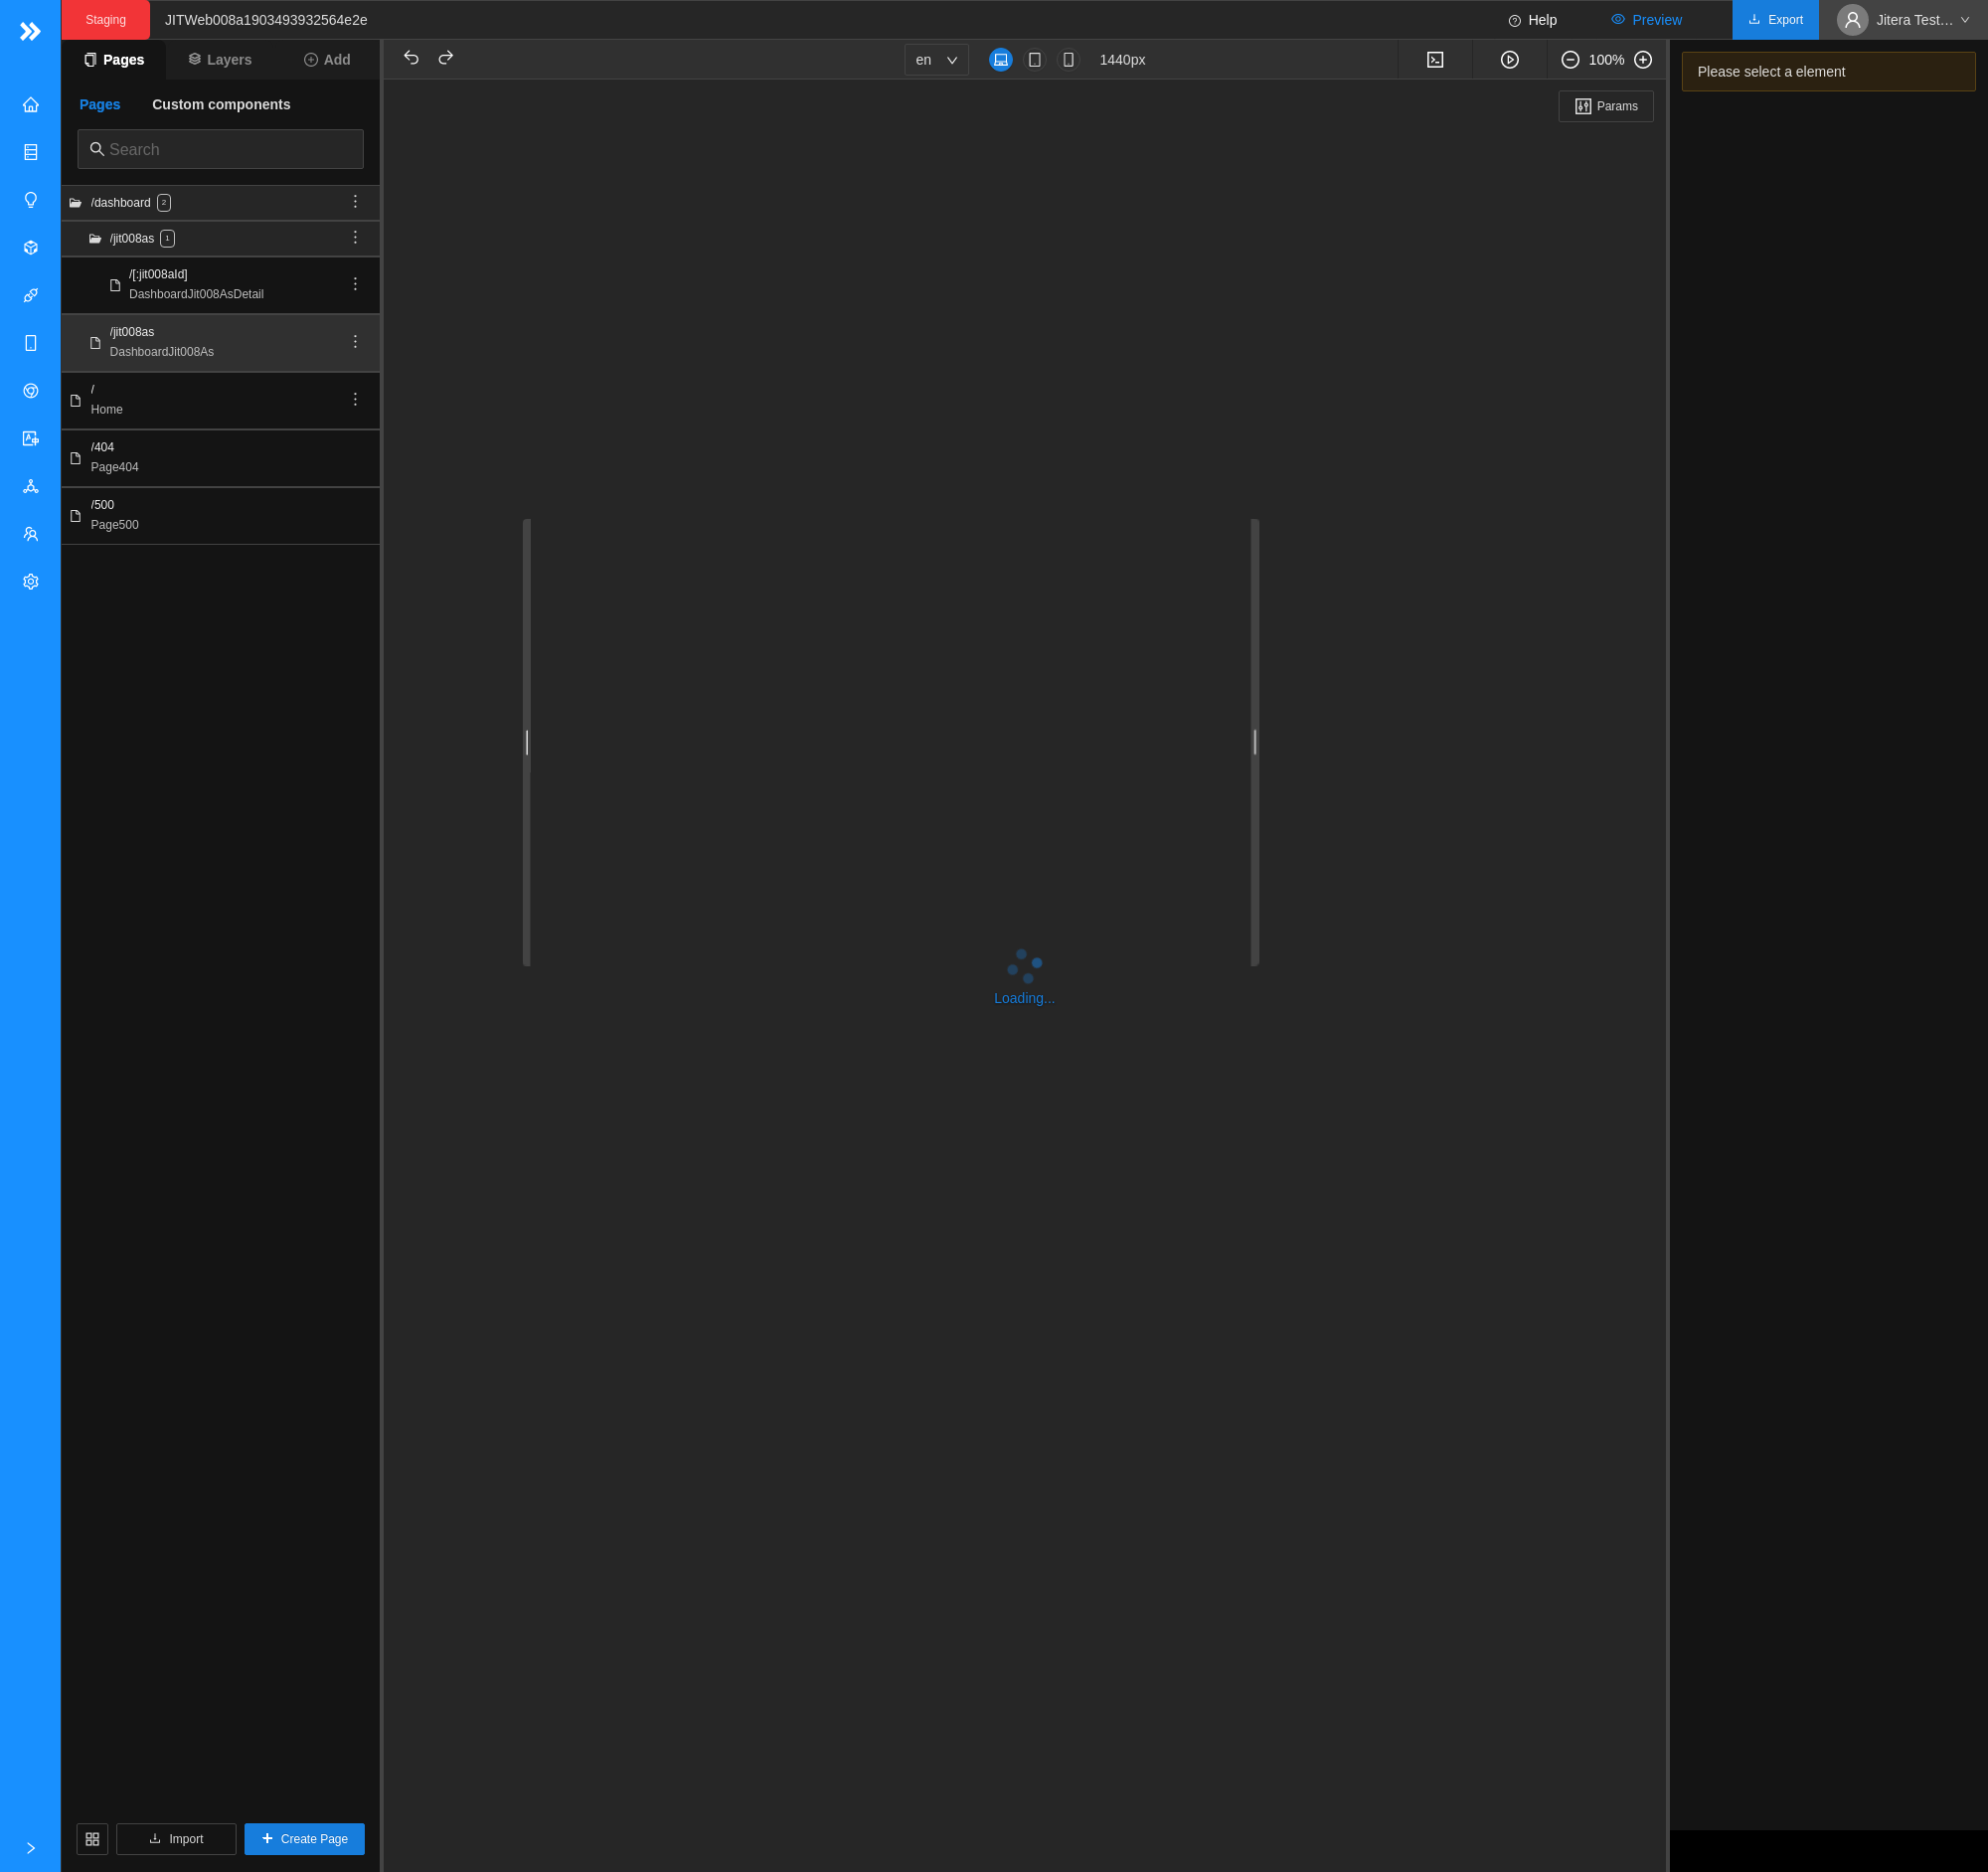 Staging
JITWeb008a1903493932564e2e
Help
Preview
Export
Jitera Test...
Pages
Layers
Add
en
1440px
100%
Please select a element
Pages
Custom components
Params
Search
/dashboard 2
/jit008as 1
/[:jit008aId]
DashboardJit008AsDetail
/jit008as
DashboardJit008As
/
Home
/404
Page404
/500
Page500
Loading...
Import
Create Page